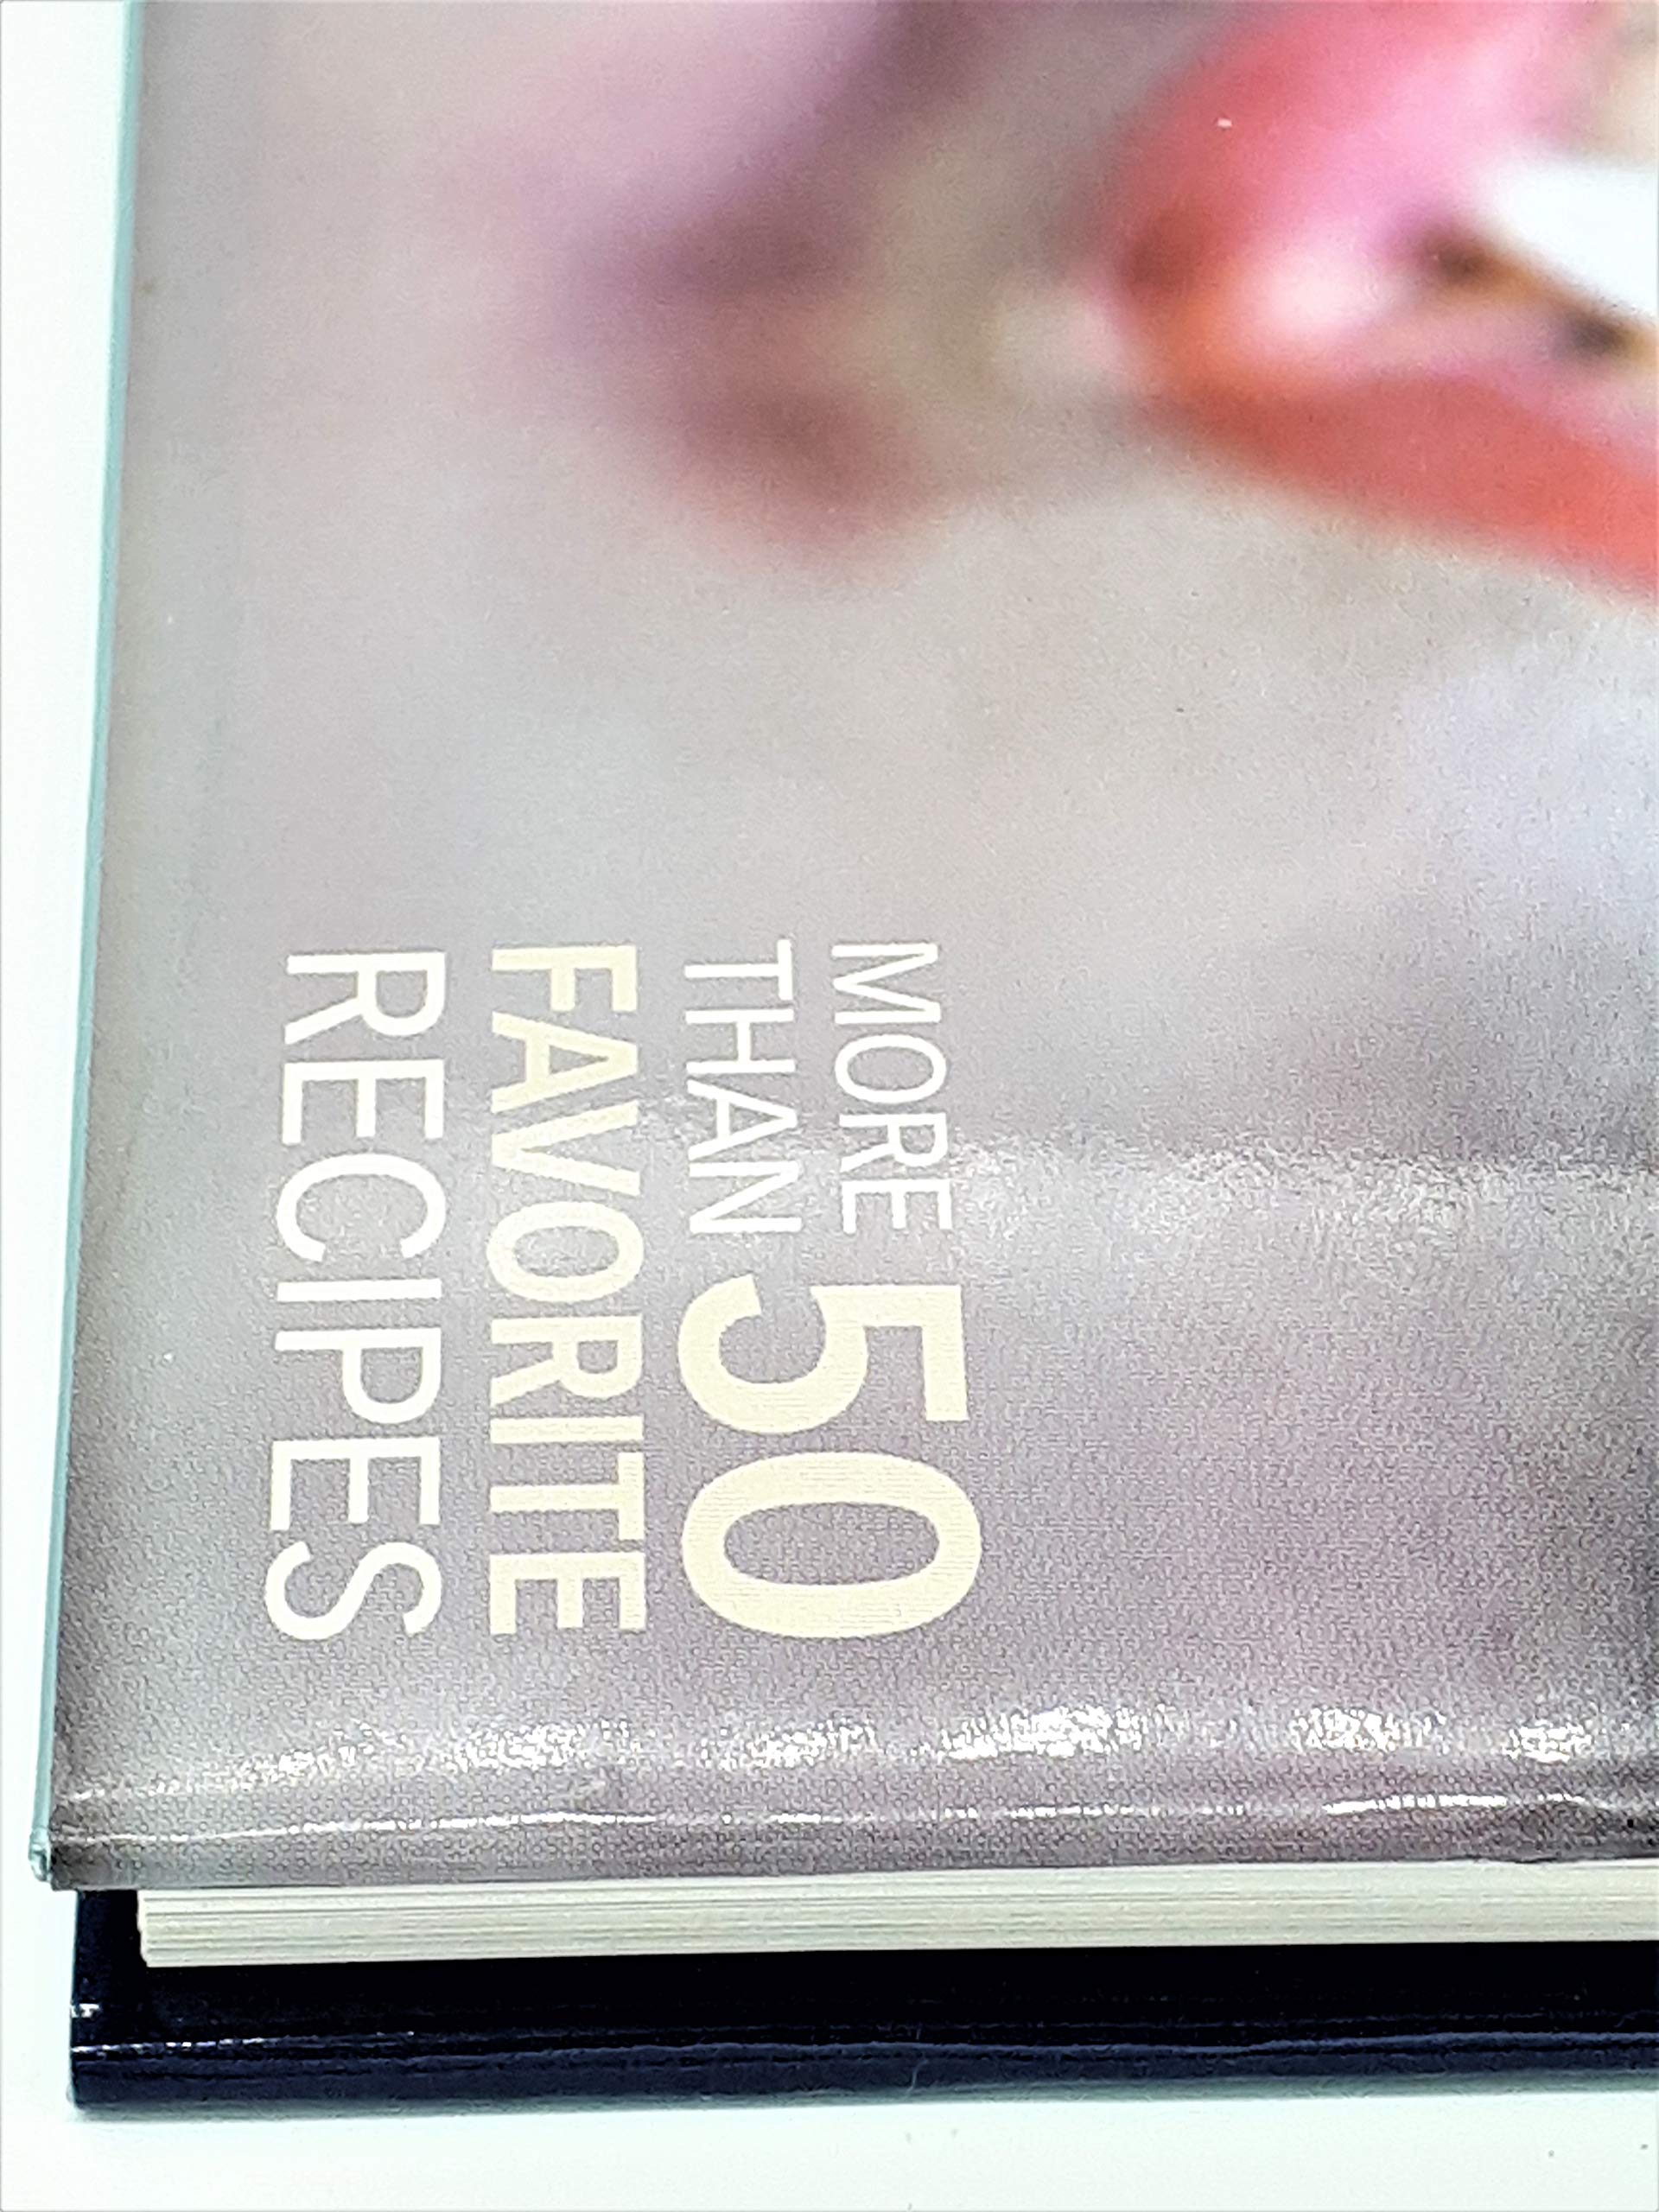 MORE
THAN 50
FAVORITE
RECIPES